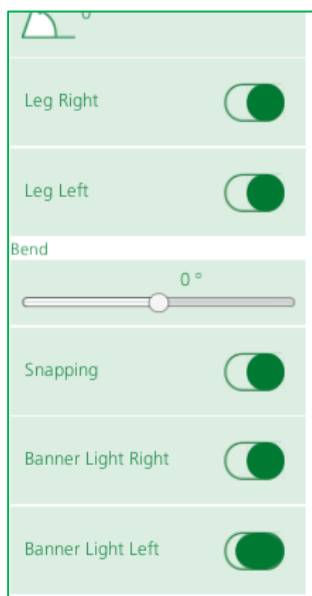 Leg Right
Leg Left
Bend
0 °
Snapping
Banner Light Right
Banner Light Left